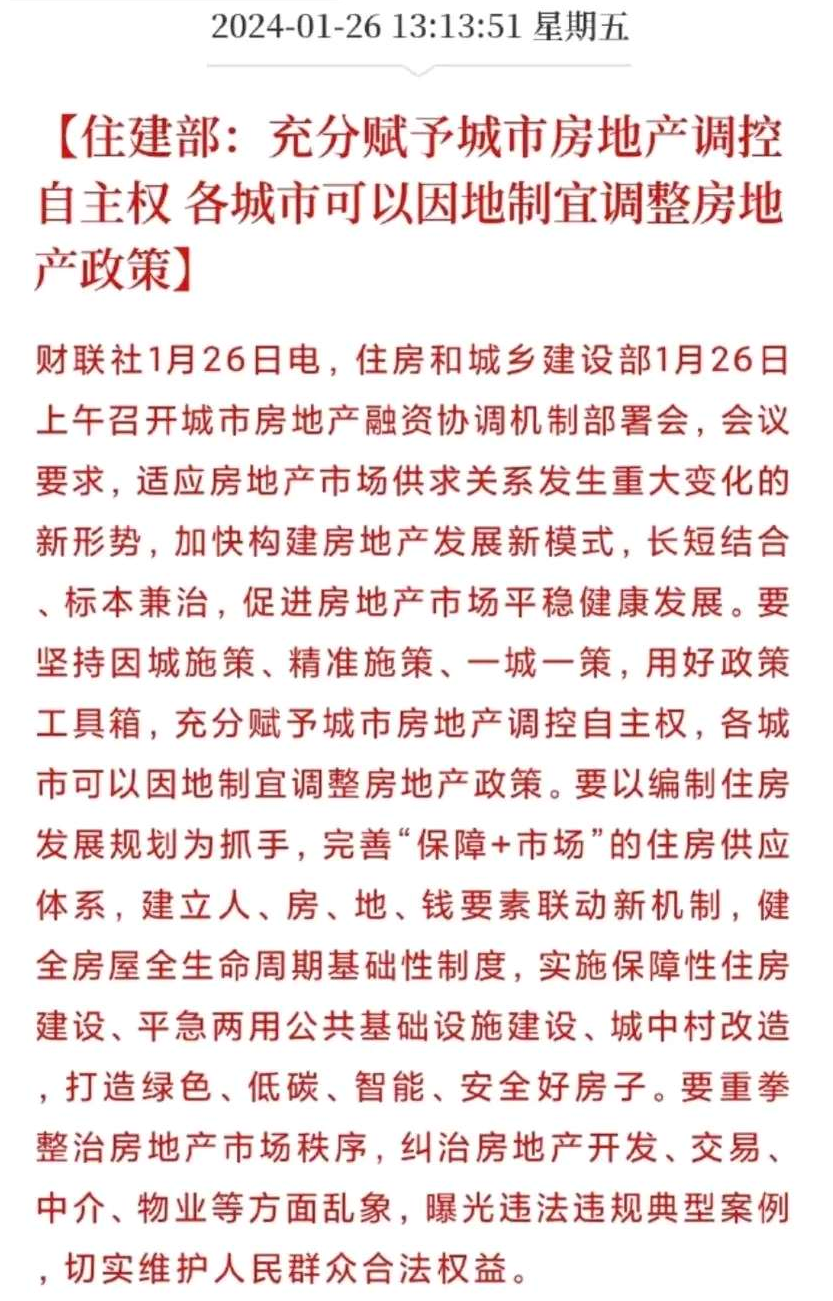 2024-01-26 13:13:51 星期五
【住建部：充分赋予城市房地产调控
自主权 各城市可以因地制宜调整房地
产政策】
财联社1月26日电，住房和城乡建设部1月26日
上午召开城市房地产融资协调机制部署会，会议
要求，适应房地产市场供求关系发生重大变化的
新形势，加快构建房地产发展新模式，长短结合
、标本兼治，促进房地产市场平稳健康发展。要
坚持因城施策、精准施策、一城一策，用好政策
工具箱，充分赋予城市房地产调控自主权，各城
市可以因地制宜调整房地产政策。要以编制住房
发展规划为抓手，完善“保障+市场”的住房供应
体系，建立人、房、地、钱要素联动新机制，健
全房屋全生命周期基础性制度，实施保障性住房
建设、平急两用公共基础设施建设、城中村改造
，打造绿色、低碳、智能、安全好房子。要重拳
整治房地产市场秩序，纠治房地产开发、交易、
中介、物业等方面乱象，曝光违法违规典型案例
，切实维护人民群众合法权益。